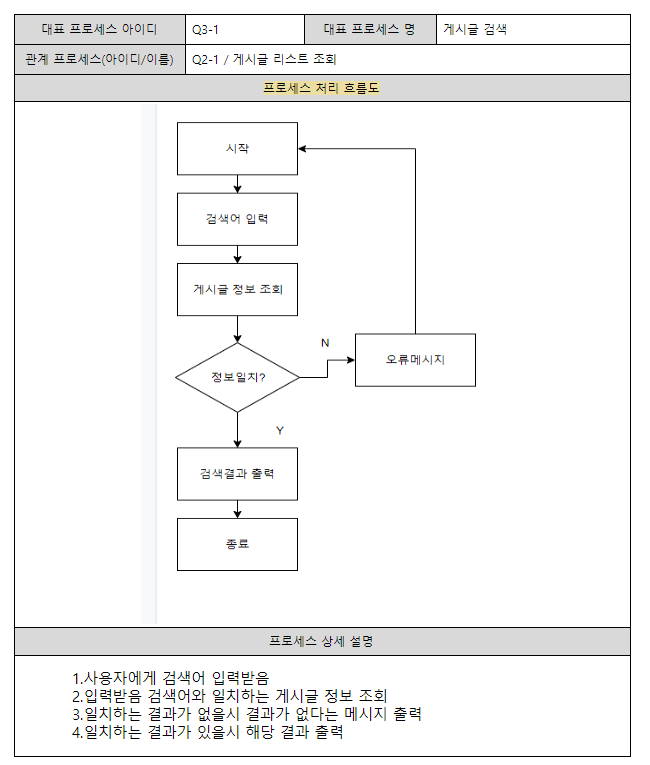 대표 프로세스 아이디 Q3-1 대표 프로세스 명 게시글 검색
관계 프로세스(아이디/이름) Q2-1 / 게시글 리스트 조회
프로세스 처리 흐름도
시작
검색어 입력
게시글 정보 조회
정보일치?
N
오류메시지
Y
검색결과 출력
종료
프로세스 상세 설명
1.사용자에게 검색어 입력받음
2.입력받음 검색어와 일치하는 게시글 정보 조회
3.일치하는 결과가 없을시 결과가 없다는 메시지 출력
4.일치하는 결과가 있을시 해당 결과 출력